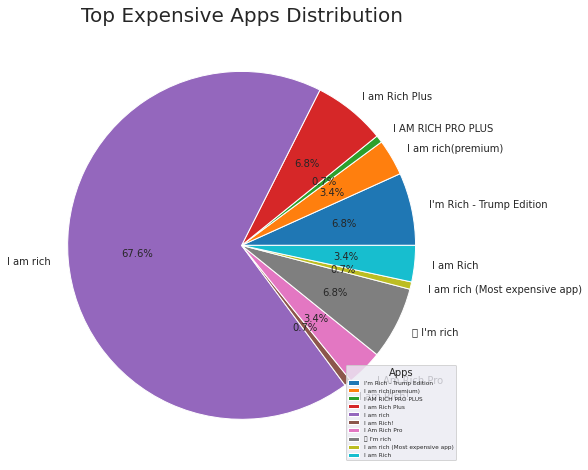 Top Expensive Apps Distribution
I am Rich Plus
I AM RICH PRO PLUS
I am rich(premium)
I'm Rich - Trump Edition
I am rich
I am Rich
I am rich (Most expensive app)
I'm rich
I Am Rich Pro
6.8%
0.7%
3.4%
6.8%
67.6%
3.4%
0.7%
6.8%
3.4%
0.7%
Apps
I'm Rich - Trump Edition
I am rich(premium)
I AM RICH PRO PLUS
I am Rich Plus
I am rich
I am Rich!
I Am Rich Pro
I'm rich
I am rich (Most expensive app)
I am Rich